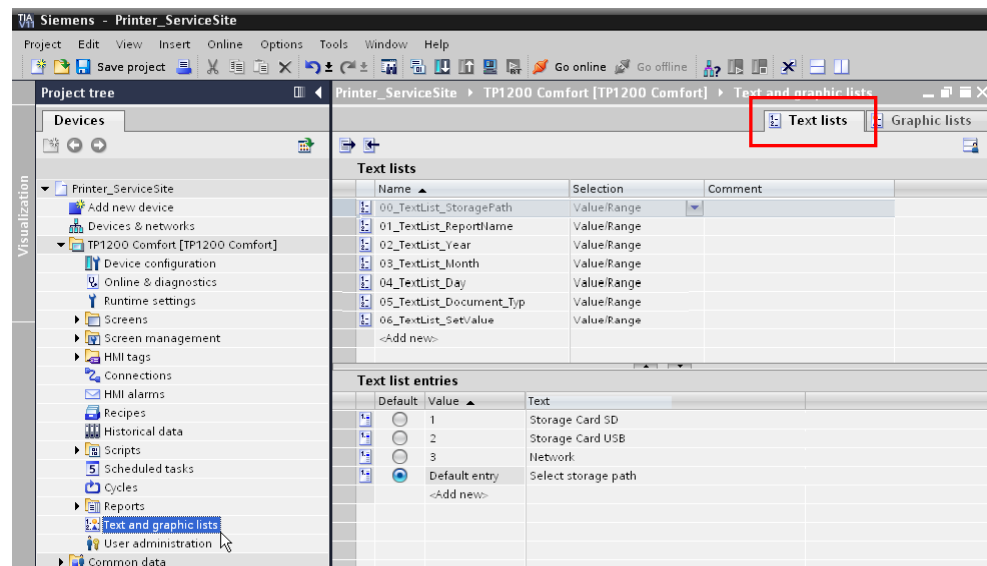 Siemens - Printer_ServiceSite
Project Edit View Insert Online Options Tools Window Help
Save project Go online Go offline
Project tree
Printer_ServiceSite TP1200 Comfort [TP1200 Comfort] Text and graphic lists
Devices
Text lists
Graphic lists
Visualization
Printer_ServiceSite
Add new device
Devices & networks
TP1200 Comfort [TP1200 Comfort]
Device configuration
Online & diagnostics
Runtime settings
Screens
Screen management
HMI tags
Connections
HMI alarms
Recipes
Historical data
Scripts
Scheduled tasks
Cycles
Reports
Text and graphic lists
User administration
Common data
Text lists
Name Selection Comment
00_TextList_StoragePath Value/Range
01_TextList_ReportName Value/Range
02_TextList_Year Value/Range
03_TextList_Month Value/Range
04_TextList_Day Value/Range
05_TextList_Document_Typ Value/Range
06_TextList_SetValue Value/Range
<Add new>
Text list entries
Default Value Text
1 Storage Card SD
2 Storage Card USB
3 Network
Default entry Select storage path
<Add new>